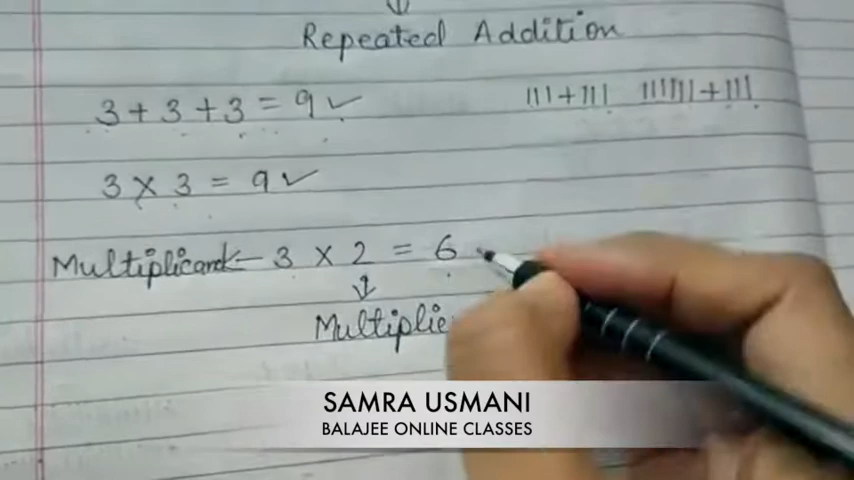 Repeated Addition
3 + 3 + 3 = 9 ✓ |||+||| ||||||+|||
3 × 3 = 9 ✓
Multiplicand ← 3 × 2 = 6
↓
Multiplie
SAMRA USMANI
BALAJEE ONLINE CLASSES